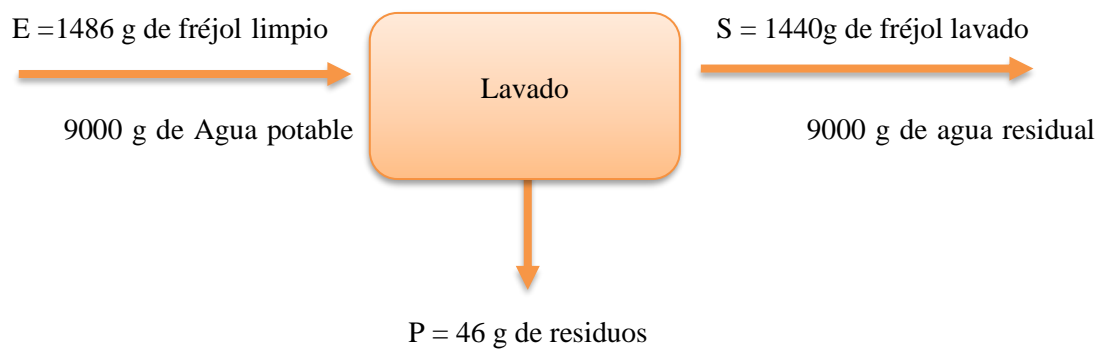 E =1486 g de fréjol limpio
S = 1440g de fréjol lavado
Lavado
9000 g de Agua potable
9000 g de agua residual
P = 46 g de residuos